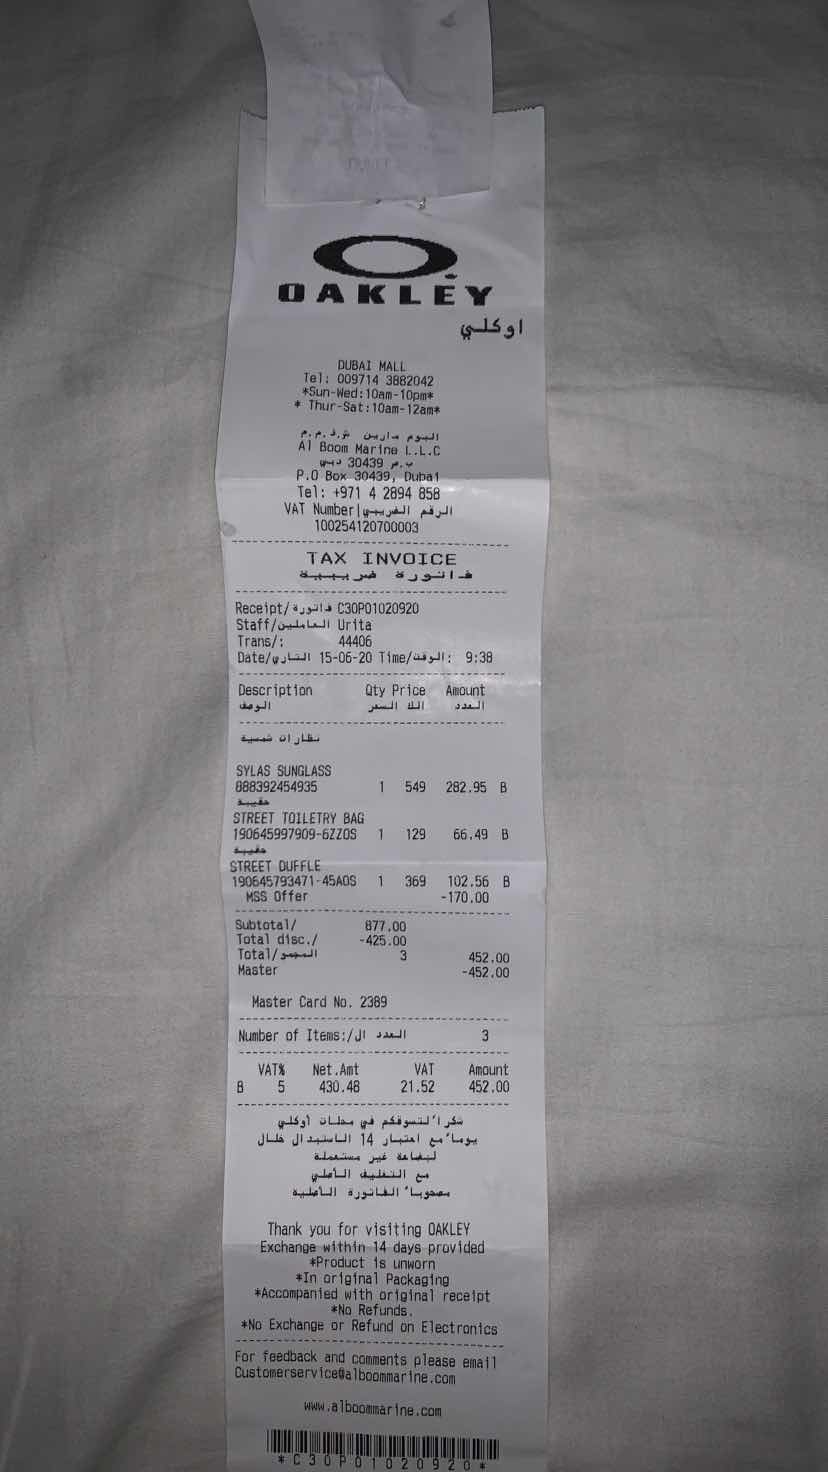 OAKLEY
اوكلي
DUBAI MALL
Tel: 009714 3882042
*Sun-Wed:10am-10pm*
* Thur-Sat:10am-12am*
البوم مارين ش.ذ.م.م
Al Boom Marine L.L.C
ص.ب 30439 دبي
P.O Box 30439, Dubai
Tel: +971 4 2894 858
VAT Number|الرقم الضريبي
100254120700003
TAX INVOICE
فاتورة ضريبية
Receipt/فاتورة C30P01020920
Staff/العاملين Urita
Trans/: 44406
Date/التاري 15-06-20 Time/الوقت: 9:38
Description Qty Price Amount
الوصف الك السعر العدد
نظارات شمسية
SYLAS SUNGLASS
888392454935 1 549 282.95 B
حقيبة
STREET TOILETRY BAG
190645997909-6ZZOS 1 129 66.49 B
حقيبة
STREET DUFFLE
190645793471-45AOS 1 369 102.56 B
MSS Offer -170.00
Subtotal/ 877.00
Total disc./ -425.00
Total/المجمو 3 452.00
Master -452.00
Master Card No. 2389
Number of Items:/العدد ال 3
VAT% Net.Amt VAT Amount
B 5 430.48 21.52 452.00
شكرا ًلتسوقكم في محلات أوكلي
يوما ًمع اعتبار 14 الاستبدال خلال
لبضاعة غير مستعملة
مع التغليف الأصلي
مصحوبا ً الفاتورة الأصلية
Thank you for visiting OAKLEY
Exchange within 14 days provided
*Product is unworn
*In original Packaging
*Accompanied with original receipt
*No Refunds.
*No Exchange or Refund on Electronics
For feedback and comments please email
Customerservice@alboommarine.com
www.alboommarine.com
*C30P01020920*